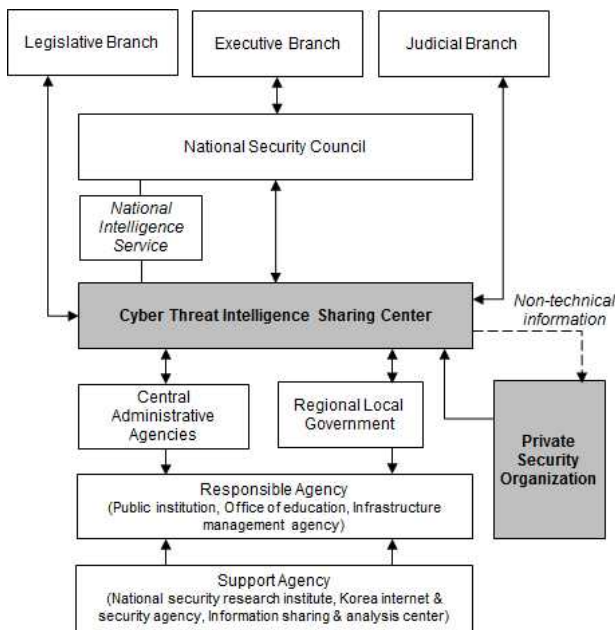 Legislative Branch
Executive Branch
Judicial Branch
National Security Council
National
Intelligence
Service
Cyber Threat Intelligence Sharing Center
Non-technical
information
Central
Administrative
Agencies
Regional Local
Government
Private
Security
Organization
Responsible Agency
(Public institution, Office of education, Infrastructure
management agency)
Support Agency
(National security research institute, Korea internet &
security agency, Information sharing & analysis center)